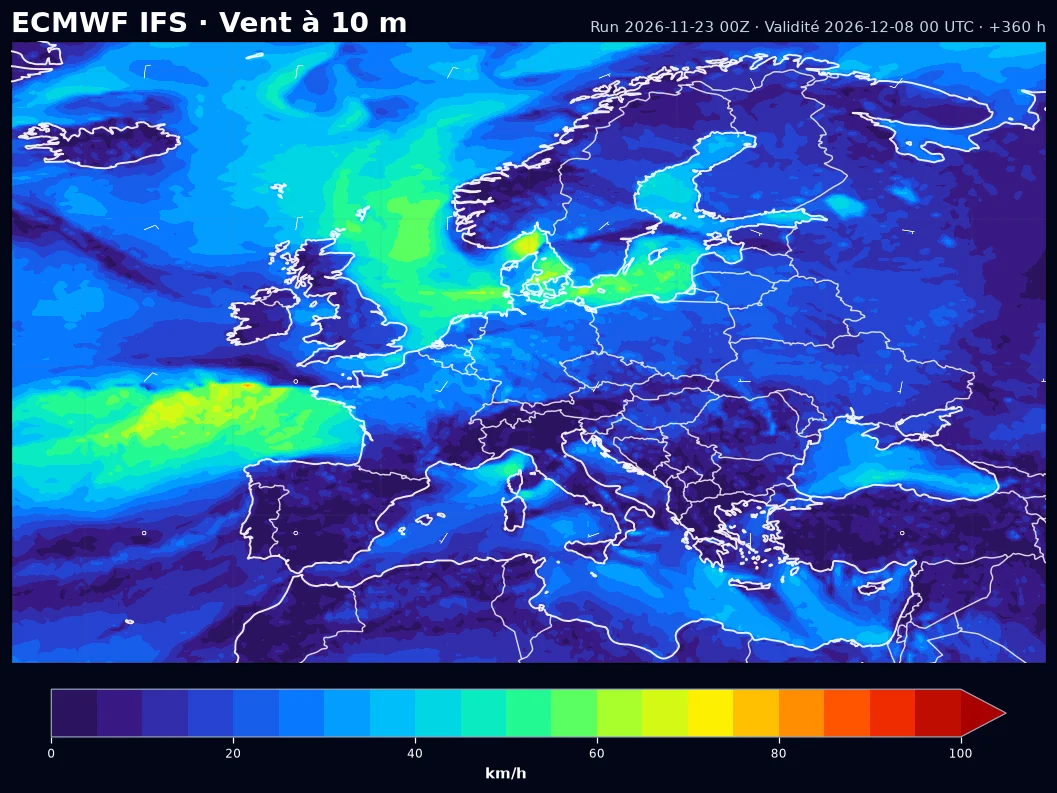 ECMWF IFS · Vent à 10 m
Run 2026-11-23 00Z · Validité 2026-12-08 00 UTC · +360 h
0 20 40 60 80 100
km/h